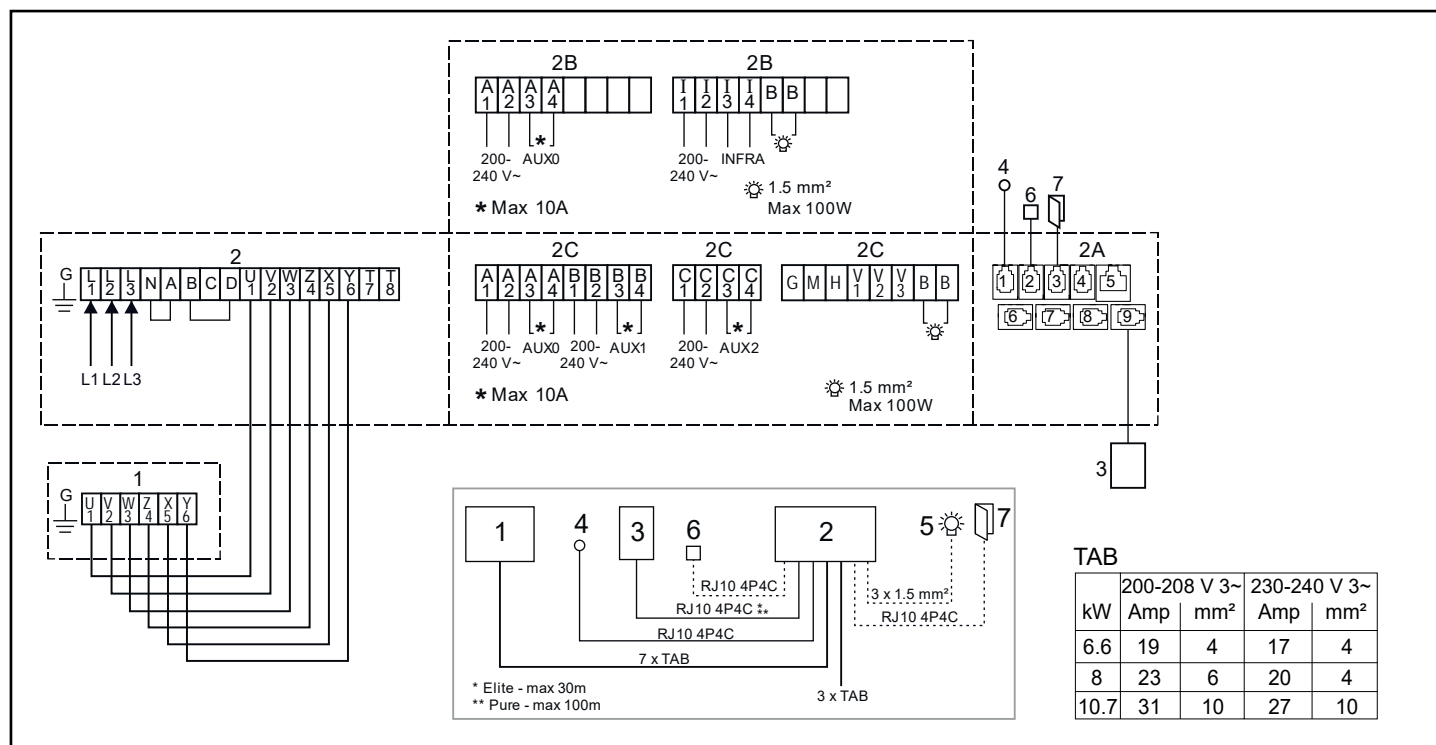 2B
A1 A2 A3 A4
200-240 V~ AUX0
*
* Max 10A
2B
I1 I2 I3 I4 B B
200-240 V~ INFRA
1.5 mm²
Max 100W
2
G L1 L2 L3 N A B C D U1 V2 W3 Z4 X5 Y6 T7 T8
L1 L2 L3
2C
A1 A2 A3 A4 B1 B2 B3 B4
* *
200-240 V~ AUX0 200-240 V~ AUX1
* Max 10A
2C
C1 C2 C3 C4
*
200-240 V~ AUX2
2C
G M H V1 V2 V3 B B
1.5 mm²
Max 100W
4 6 7
2A
1 2 3 4 5
6 7 8 9
3
1
G U1 V2 W3 Z4 X5 Y6
1 4 3 6 2 5 7
RJ10 4P4C
3 x 1.5 mm²
RJ10 4P4C * **
RJ10 4P4C
RJ10 4P4C
7 x TAB
3 x TAB
* Elite - max 30m
** Pure - max 100m
TAB
200-208 V 3~ 230-240 V 3~
kW Amp mm² Amp mm²
6.6 19 4 17 4
8 23 6 20 4
10.7 31 10 27 10